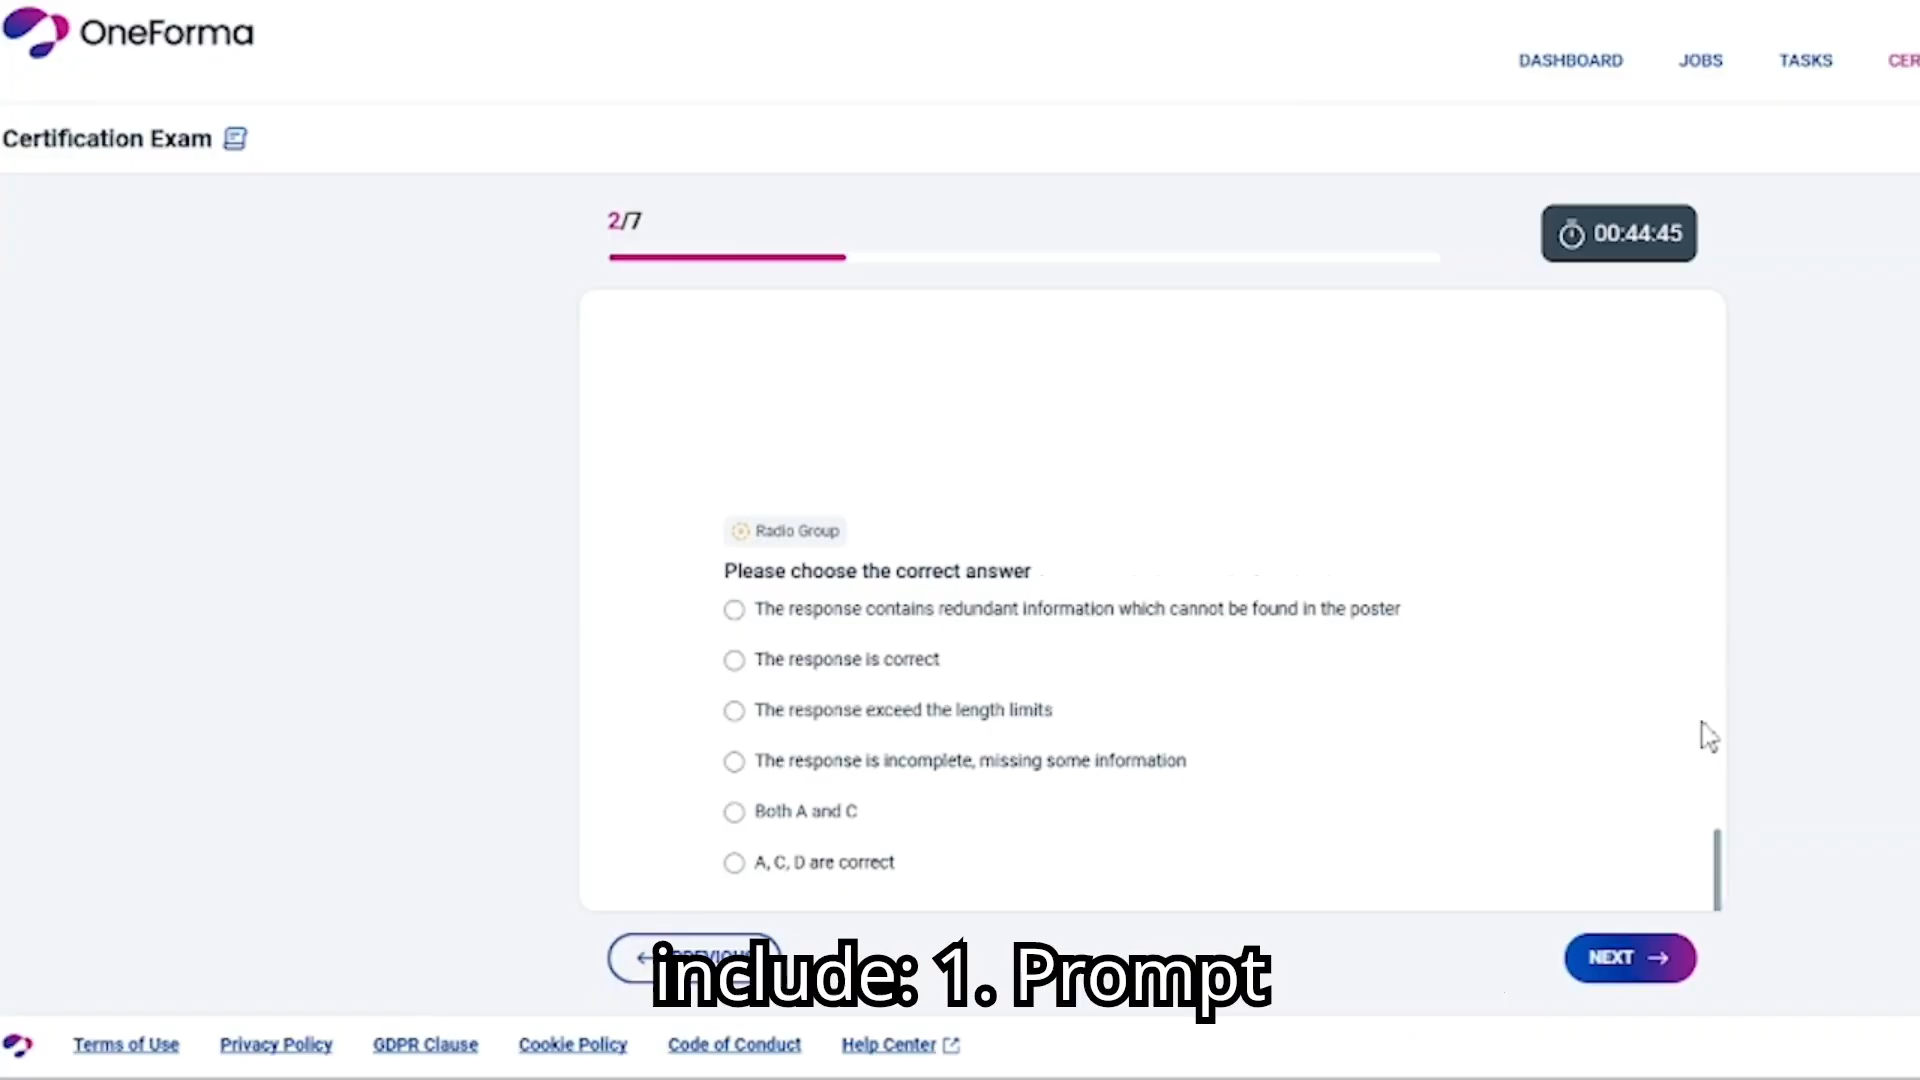 OneForma
DASHBOARD JOBS TASKS CER
Certification Exam
2/7
00:44:45
Radio Group
Please choose the correct answer
The response contains redundant information which cannot be found in the poster
The response is correct
The response exceed the length limits
The response is incomplete, missing some information
Both A and C
A, C, D are correct
PREVIOUS
NEXT
include: 1. Prompt
Terms of Use Privacy Policy GDPR Clause Cookie Policy Code of Conduct Help Center